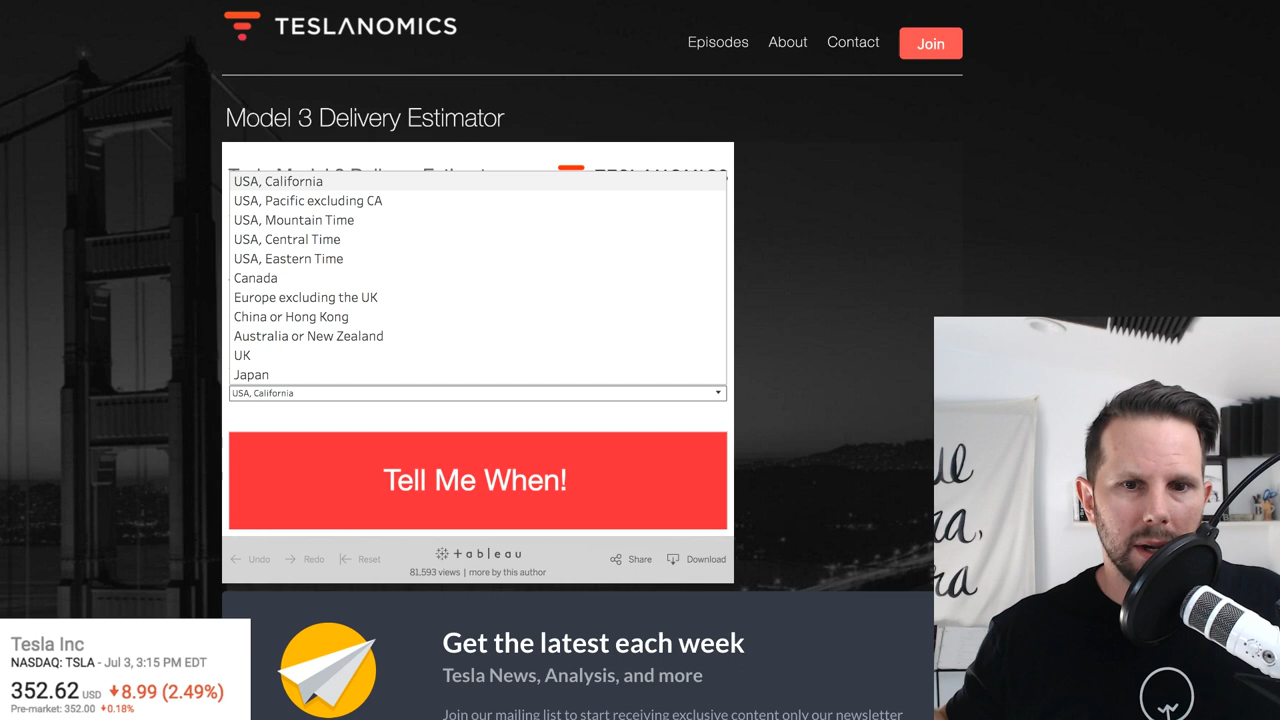 TESLANOMICS
Episodes About Contact Join
Model 3 Delivery Estimator
USA, California
USA, Pacific excluding CA
USA, Mountain Time
USA, Central Time
USA, Eastern Time
Canada
Europe excluding the UK
China or Hong Kong
Australia or New Zealand
UK
Japan
USA, California
Tell Me When!
Undo Redo Reset
+ a b l e a u
81,593 views | more by this author
Share Download
Get the latest each week
Tesla News, Analysis, and more
Join our mailing list to start receiving exclusive content only our newsletter
Tesla Inc
NASDAQ: TSLA - Jul 3, 3:15 PM EDT
352.62 USD 8.99 (2.49%)
Pre-market: 352.00 0.18%